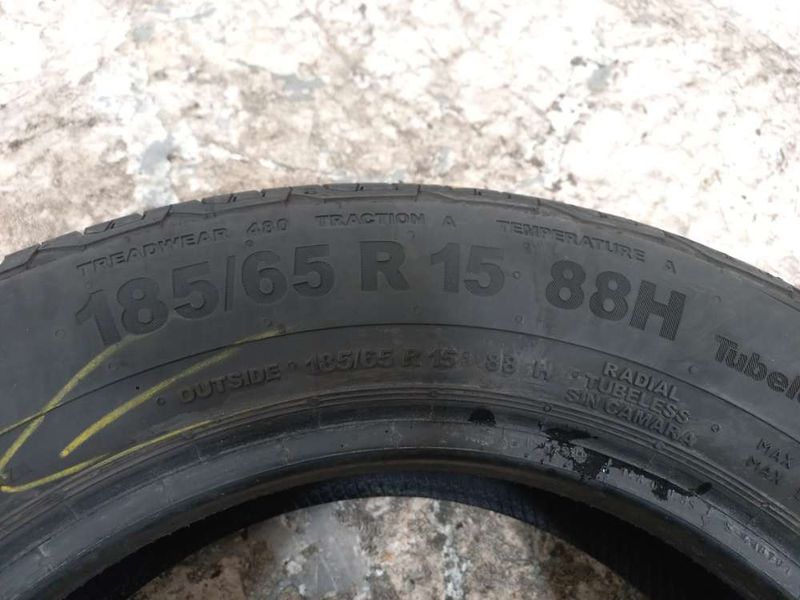 TREADWEAR 480 TRACTION A TEMPERATURE A
185/65 R 15 88H
OUTSIDE 185/65 R 15 88 H
RADIAL
TUBELESS
SIN CAMARA
MAX
MAX